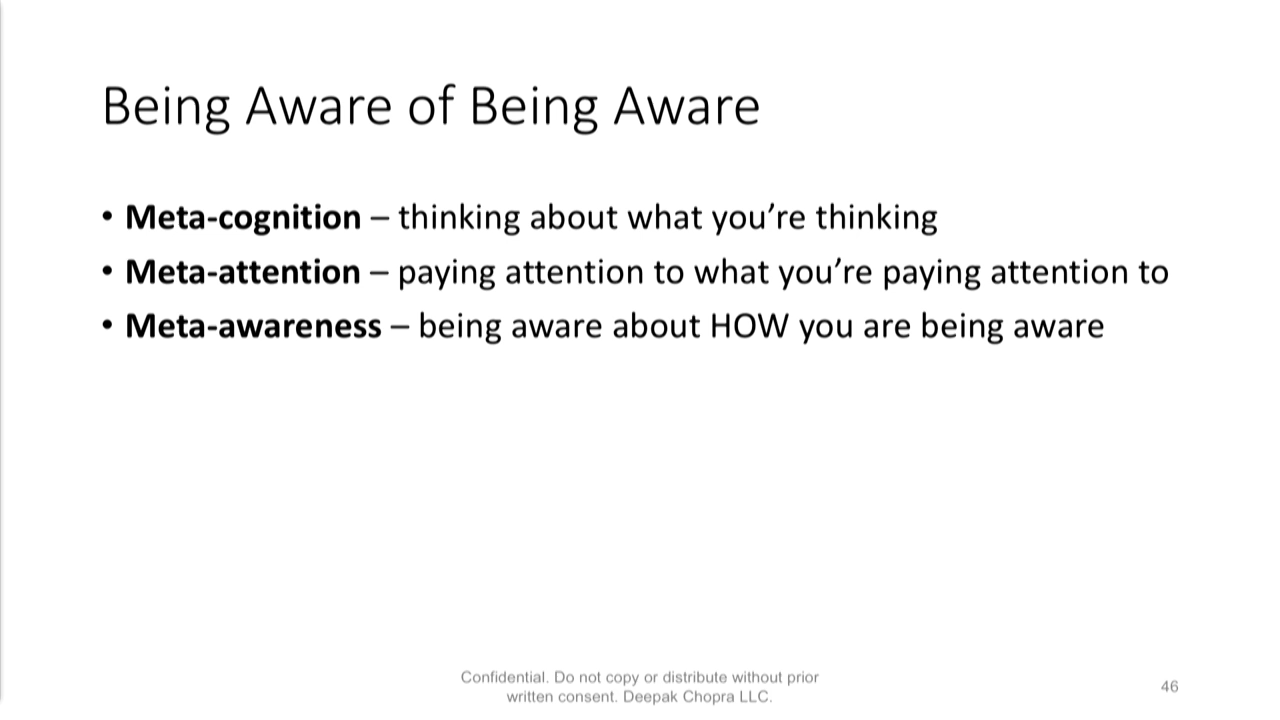 Being Aware of Being Aware
• Meta-cognition – thinking about what you’re thinking
• Meta-attention – paying attention to what you’re paying attention to
• Meta-awareness – being aware about HOW you are being aware
Confidential. Do not copy or distribute without prior
written consent. Deepak Chopra LLC.
46